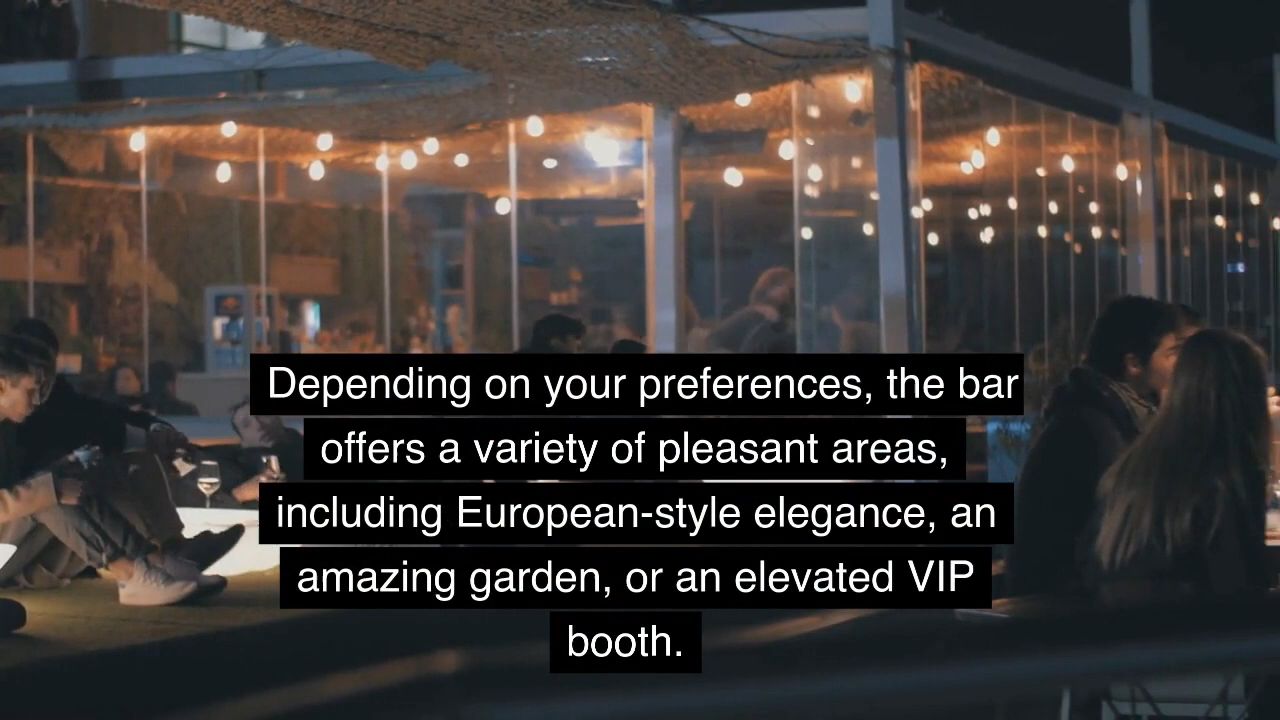 Depending on your preferences, the bar
offers a variety of pleasant areas,
including European-style elegance, an
amazing garden, or an elevated VIP
booth.